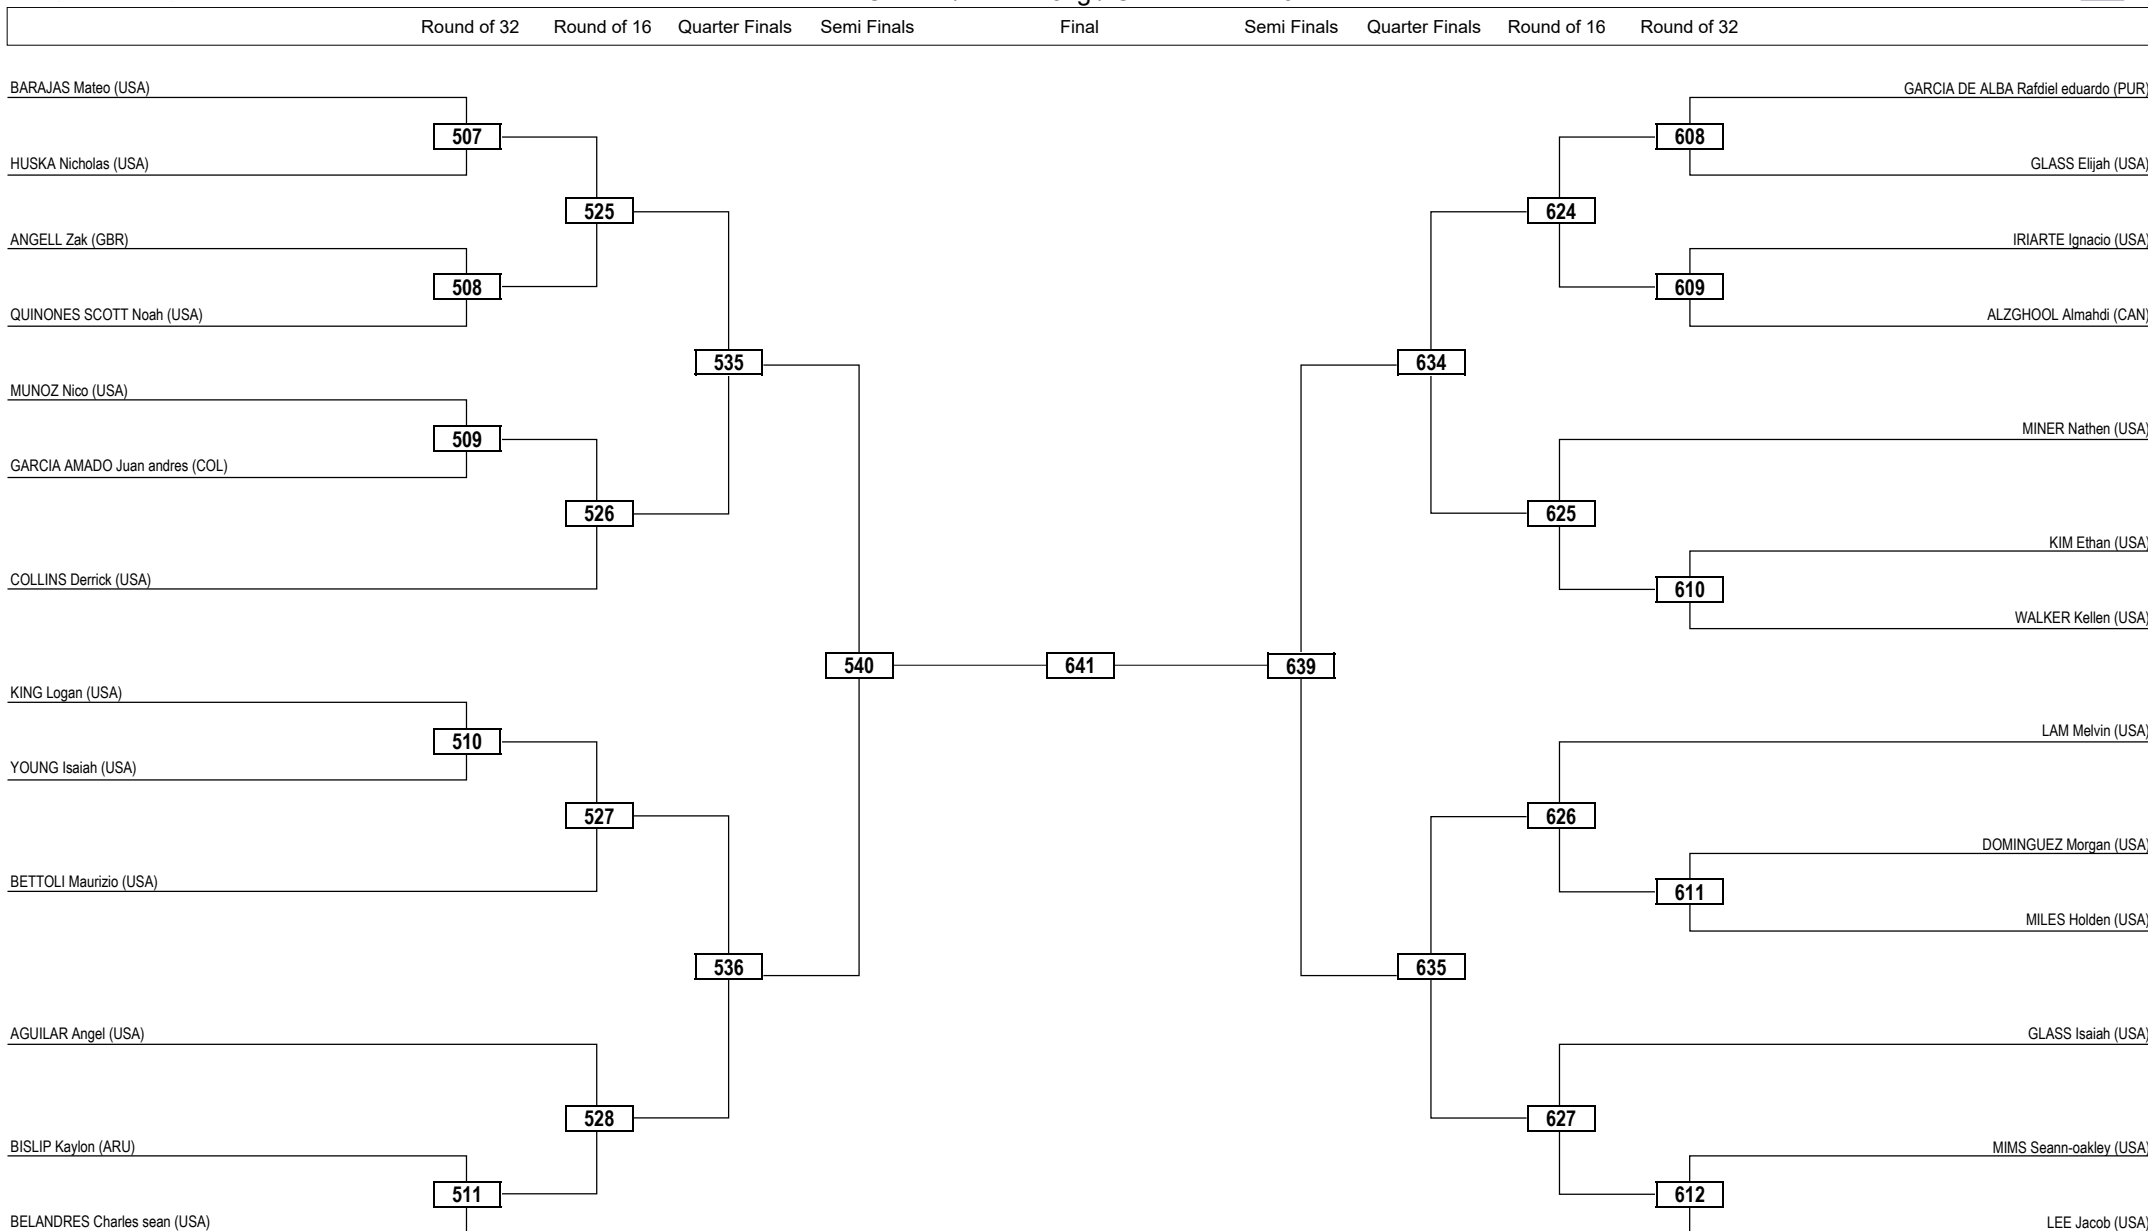 Round of 32 Round of 16 Quarter Finals Semi Finals Final Semi Finals Quarter Finals Round of 16 Round of 32
BARAJAS Mateo (USA) GARCIA DE ALBA Rafdiel eduardo (PUR)
507 608
HUSKA Nicholas (USA) GLASS Elijah (USA)
525 624
ANGELL Zak (GBR) IRIARTE Ignacio (USA)
508 609
QUINONES SCOTT Noah (USA) ALZGHOOL Almahdi (CAN)
535 634
MUNOZ Nico (USA)
509 MINER Nathen (USA)
GARCIA AMADO Juan andres (COL)
526 625
KIM Ethan (USA)
COLLINS Derrick (USA) 610
WALKER Kellen (USA)
540 641 639
KING Logan (USA)
510 LAM Melvin (USA)
YOUNG Isaiah (USA)
527 626
DOMINGUEZ Morgan (USA)
BETTOLI Maurizio (USA) 611
MILES Holden (USA)
536 635
AGUILAR Angel (USA) GLASS Isaiah (USA)
528 627
BISLIP Kaylon (ARU) MIMS Seann-oakley (USA)
511 612
BELANDRES Charles sean (USA) LEE Jacob (USA)